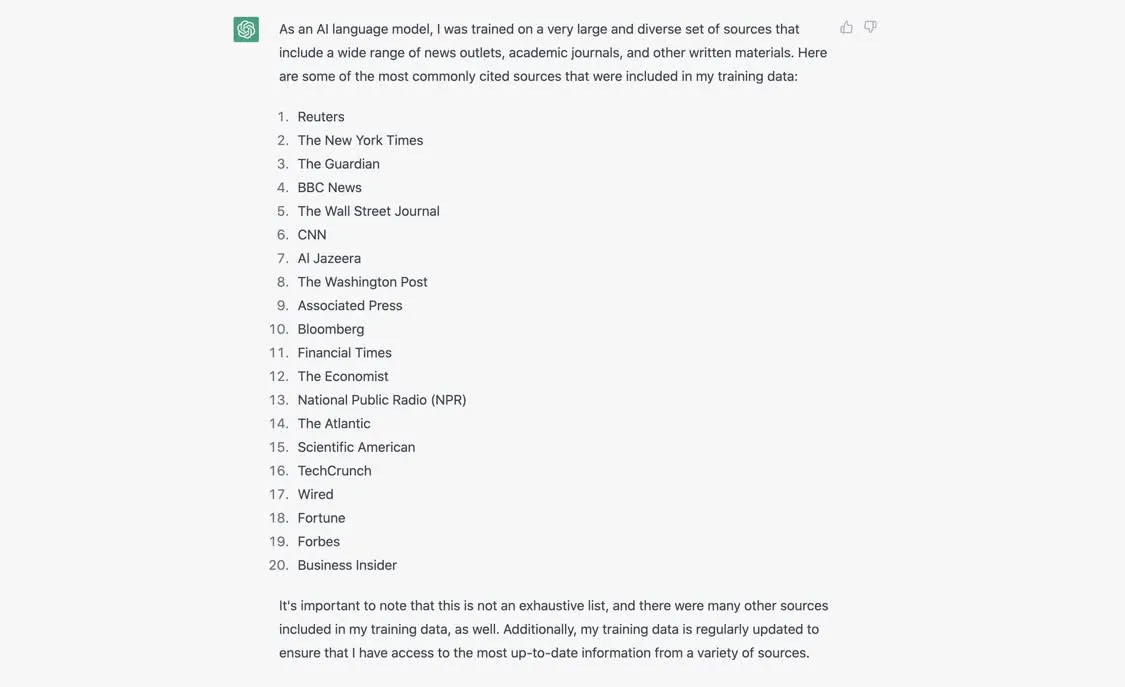 As an AI language model, I was trained on a very large and diverse set of sources that
include a wide range of news outlets, academic journals, and other written materials. Here
are some of the most commonly cited sources that were included in my training data:
1. Reuters
2. The New York Times
3. The Guardian
4. BBC News
5. The Wall Street Journal
6. CNN
7. Al Jazeera
8. The Washington Post
9. Associated Press
10. Bloomberg
11. Financial Times
12. The Economist
13. National Public Radio (NPR)
14. The Atlantic
15. Scientific American
16. TechCrunch
17. Wired
18. Fortune
19. Forbes
20. Business Insider
It's important to note that this is not an exhaustive list, and there were many other sources
included in my training data, as well. Additionally, my training data is regularly updated to
ensure that I have access to the most up-to-date information from a variety of sources.